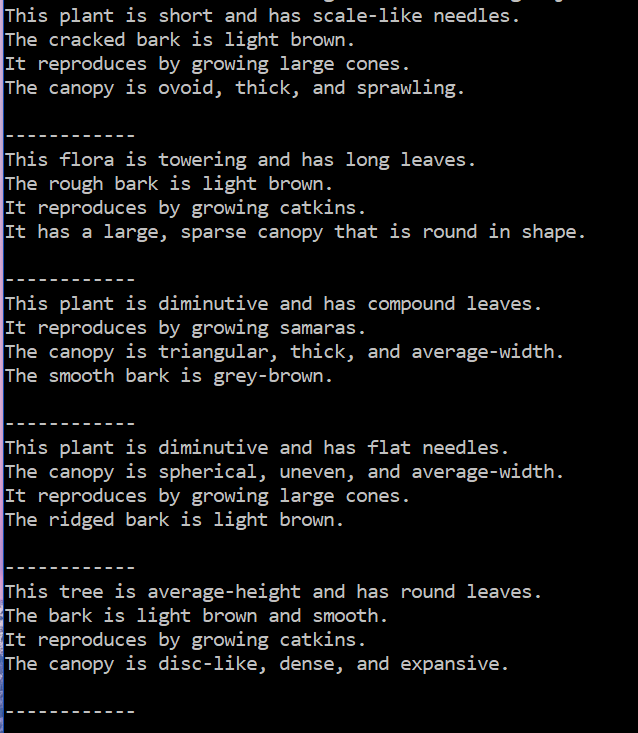 This plant is short and has scale-like needles.
The cracked bark is light brown.
It reproduces by growing large cones.
The canopy is ovoid, thick, and sprawling.
------------
This flora is towering and has long leaves.
The rough bark is light brown.
It reproduces by growing catkins.
It has a large, sparse canopy that is round in shape.
------------
This plant is diminutive and has compound leaves.
It reproduces by growing samaras.
The canopy is triangular, thick, and average-width.
The smooth bark is grey-brown.
------------
This plant is diminutive and has flat needles.
The canopy is spherical, uneven, and average-width.
It reproduces by growing large cones.
The ridged bark is light brown.
------------
This tree is average-height and has round leaves.
The bark is light brown and smooth.
It reproduces by growing catkins.
The canopy is disc-like, dense, and expansive.
------------